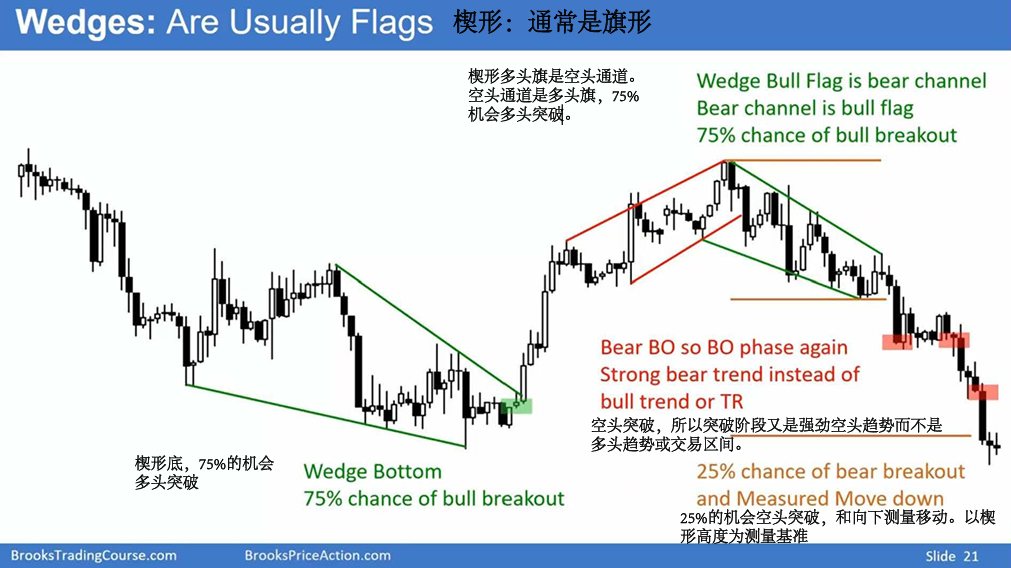 Wedges: Are Usually Flags 楔形：通常是旗形
楔形多头旗是空头通道。
空头通道是多头旗，75%
机会多头突破。
Wedge Bull Flag is bear channel
Bear channel is bull flag
75% chance of bull breakout
Bear BO so BO phase again
Strong bear trend instead of
bull trend or TR
空头突破，所以突破阶段又是强劲空头趋势而不是
多头趋势或交易区间。
楔形底，75%的机会
多头突破
Wedge Bottom
75% chance of bull breakout
25% chance of bear breakout
and Measured Move down
25%的机会空头突破，和向下测量移动。以楔
形高度为测量基准
BrooksTradingCourse.com
BrooksPriceAction.com
Slide 21